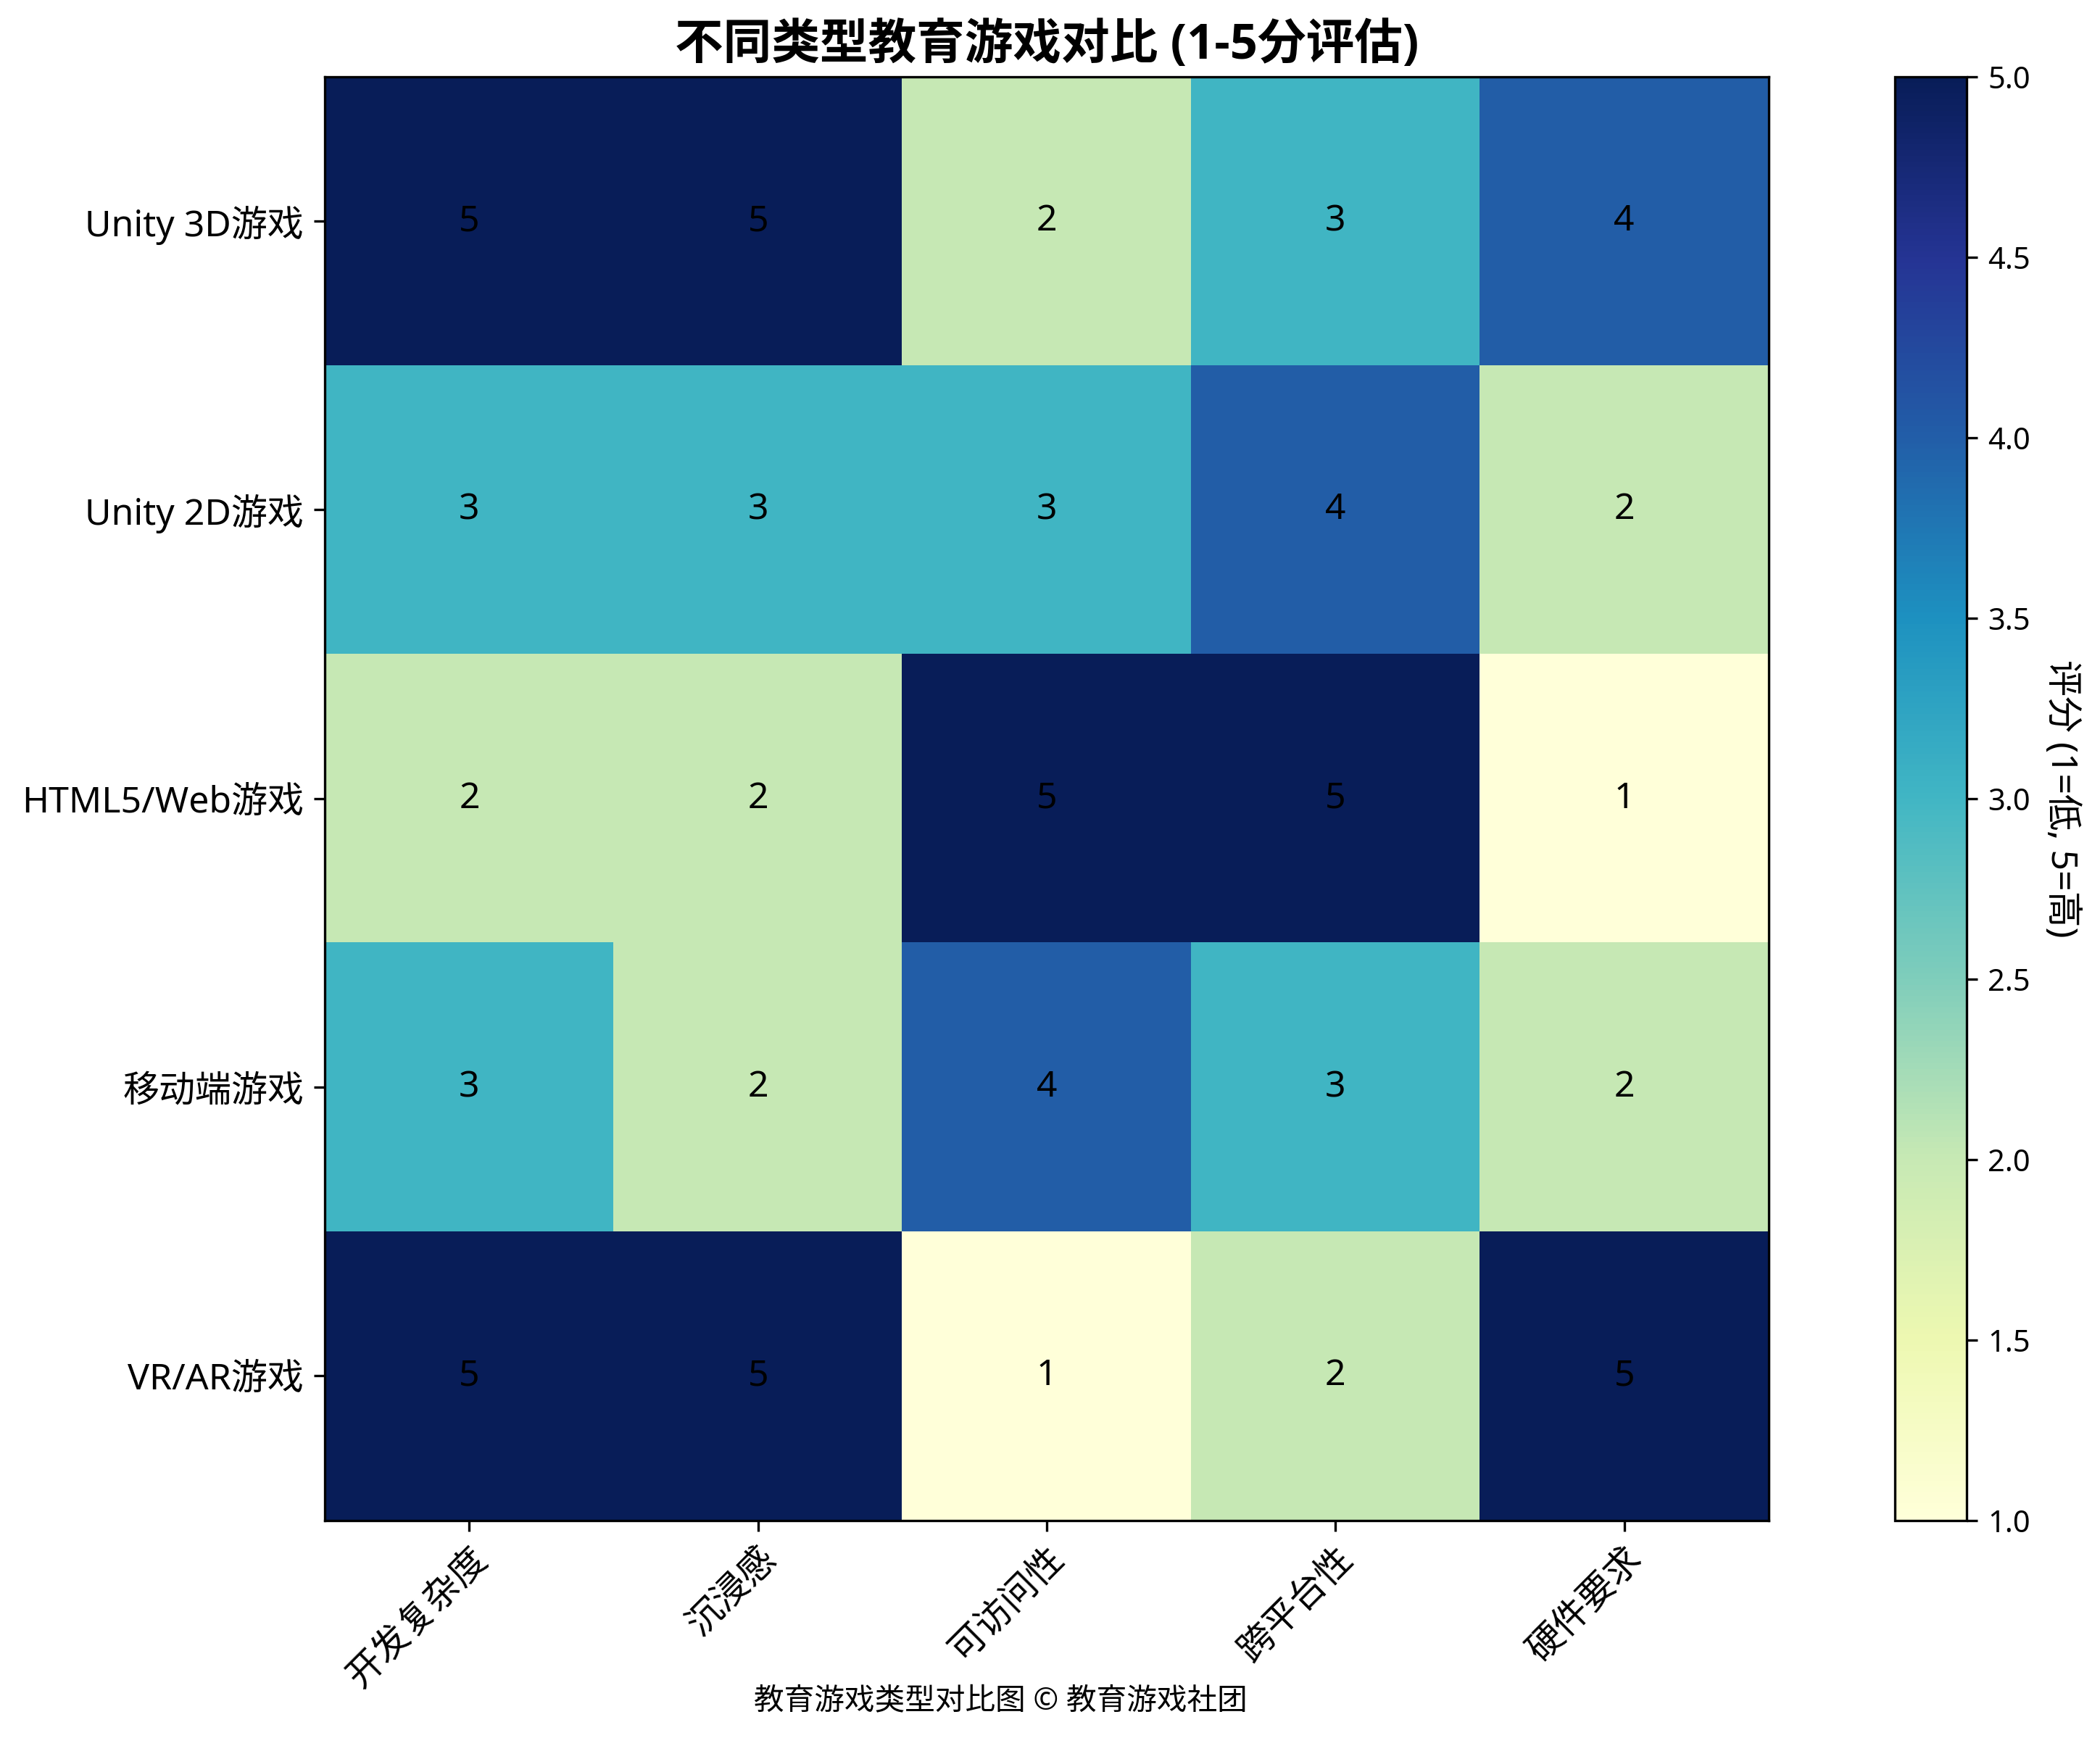 不同类型教育游戏对比 (1-5分评估)
Unity 3D游戏 5 5 2 3 4
Unity 2D游戏 3 3 3 4 2
HTML5/Web游戏 2 2 5 5 1
移动端游戏 3 2 4 3 2
VR/AR游戏 5 5 1 2 5
开发复杂度 沉浸感 可访问性 跨平台性 硬件要求
5.0
4.5
4.0
3.5
3.0
2.5
2.0
1.5
1.0
评分 (1=低, 5=高)
教育游戏类型对比图 © 教育游戏社团